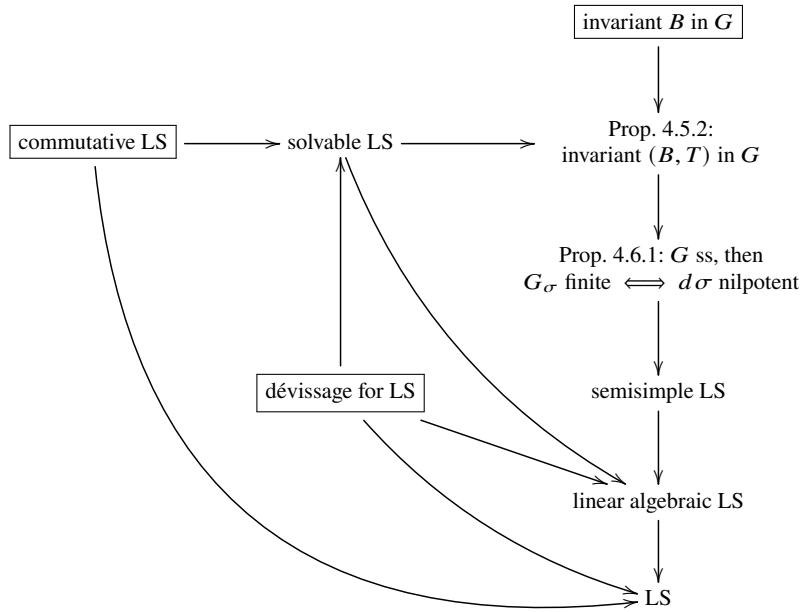 invariant B in G
commutative LS
solvable LS
Prop. 4.5.2:
invariant (B, T) in G
Prop. 4.6.1: G ss, then
G_σ finite ⟺ dσ nilpotent
dévissage for LS
semisimple LS
linear algebraic LS
LS